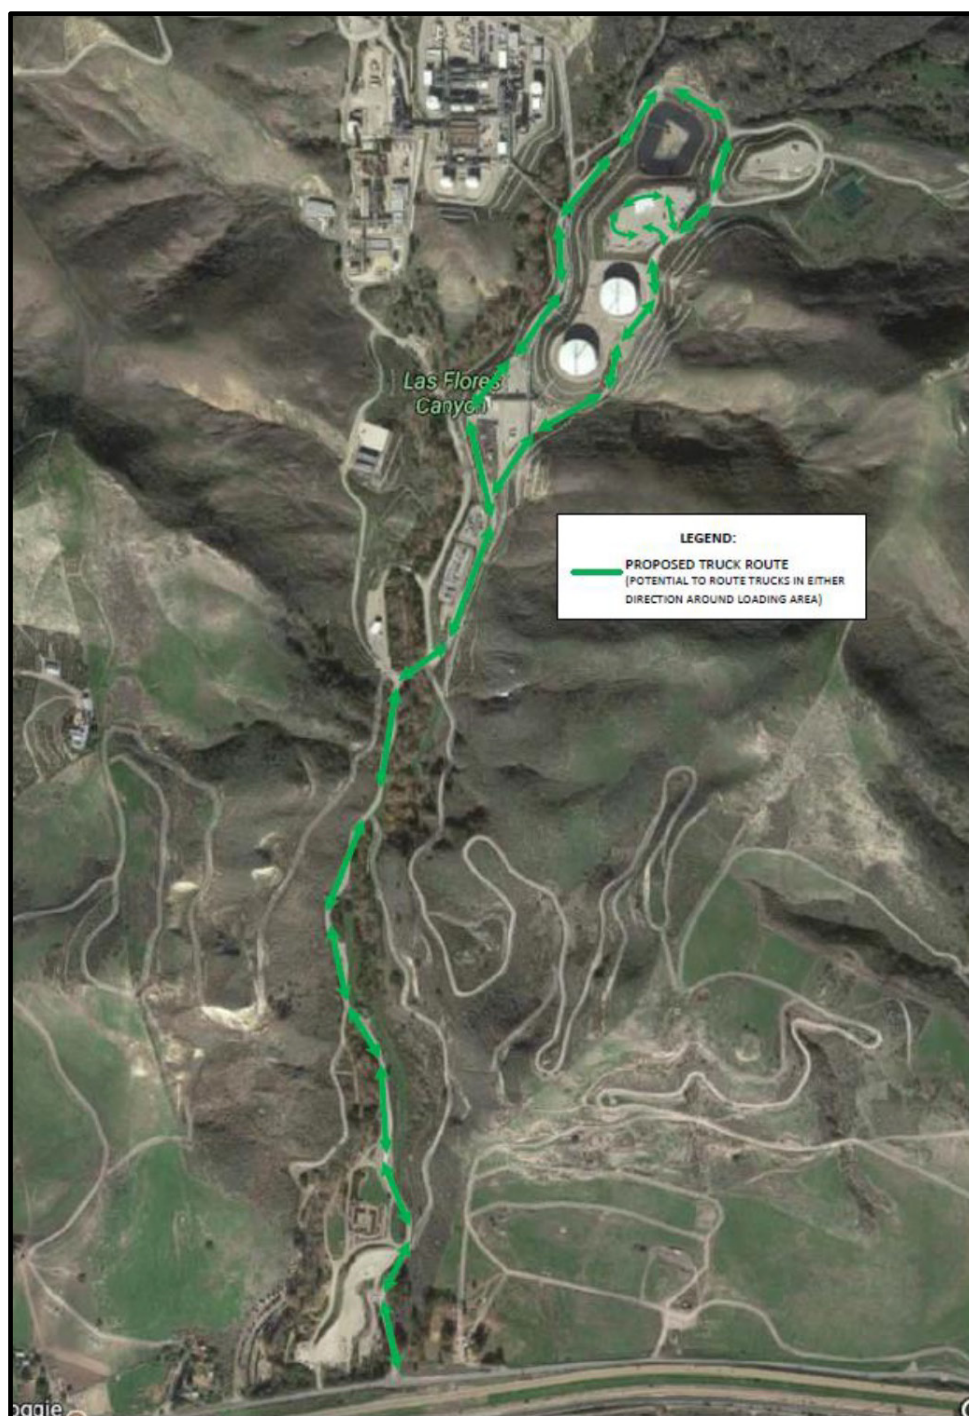 Las Flores
Canyon
LEGEND:
PROPOSED TRUCK ROUTE
(POTENTIAL TO ROUTE TRUCKS IN EITHER
DIRECTION AROUND LOADING AREA)